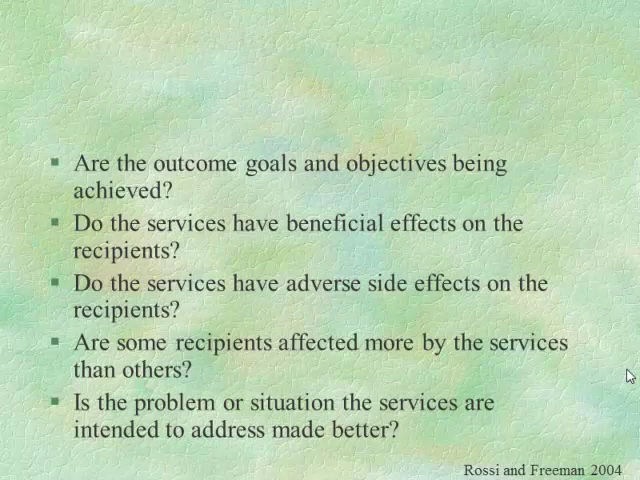 Are the outcome goals and objectives being
achieved?
Do the services have beneficial effects on the
recipients?
Do the services have adverse side effects on the
recipients?
Are some recipients affected more by the services
than others?
Is the problem or situation the services are
intended to address made better?
Rossi and Freeman 2004